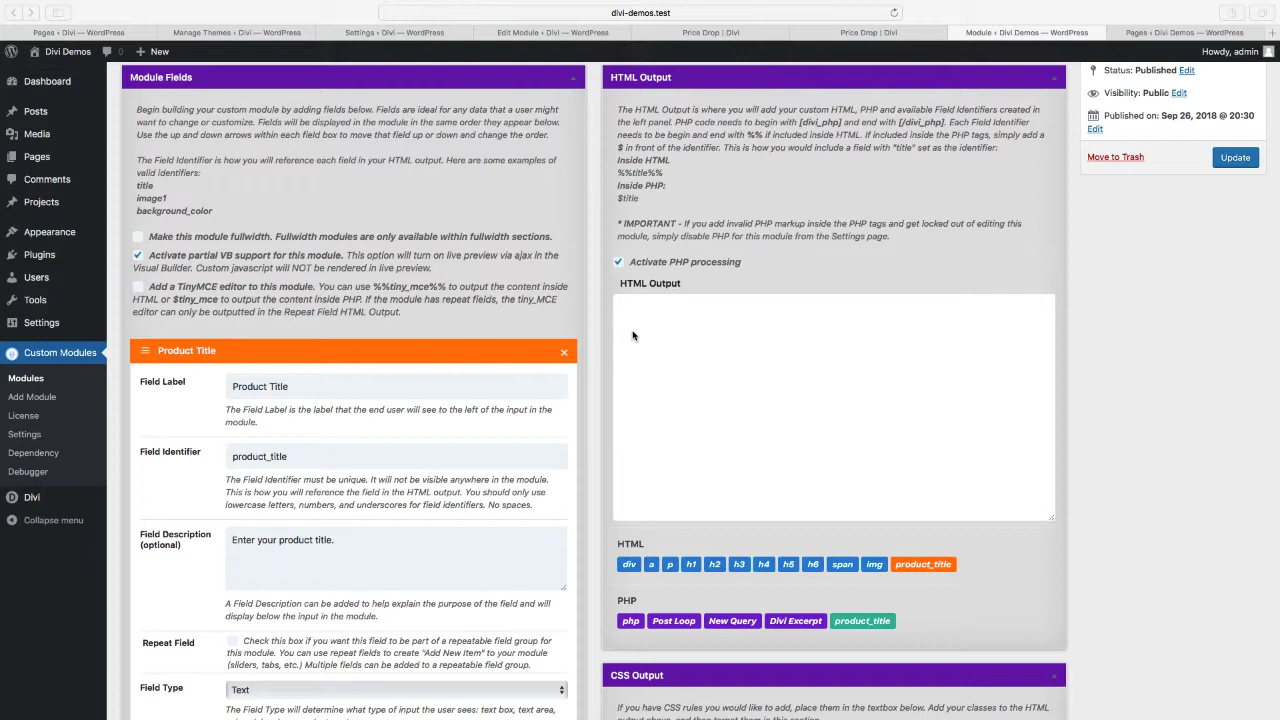 divi-demos.test
Pages ‹ Divi — WordPress
Manage Themes ‹ Divi — WordPress
Settings ‹ Divi — WordPress
Edit Module ‹ Divi — WordPress
Price Drop | Divi
Price Drop | Divi
Module ‹ Divi Demos — WordPress
Pages ‹ Divi Demos — WordPress
Divi Demos
0
New
Howdy, admin
Dashboard
Posts
Media
Pages
Comments
Projects
Appearance
Plugins
Users
Tools
Settings
Custom Modules
Modules
Add Module
License
Settings
Dependency
Debugger
Divi
Collapse menu
Module Fields
Begin building your custom module by adding fields below. Fields are ideal for any data that a user might
want to change or customize. Fields will be displayed in the module in the same order they appear below.
Use the up and down arrows within each field box to move that field up or down and change the order.
The Field Identifier is how you will reference each field in your HTML output. Here are some examples of
valid identifiers:
title
image1
background_color
Make this module fullwidth. Fullwidth modules are only available within fullwidth sections.
Activate partial VB support for this module. This option will turn on live preview via ajax in the
Visual Builder. Custom javascript will NOT be rendered in live preview.
Add a TinyMCE editor to this module. You can use %%tiny_mce%% to output the content inside
HTML or $tiny_mce to output the content inside PHP. If the module has repeat fields, the tiny_MCE
editor can only be outputted in the Repeat Field HTML Output.
Product Title
Field Label
Product Title
The Field Label is the label that the end user will see to the left of the input in the
module.
Field Identifier
product_title
The Field Identifier must be unique. It will not be visible anywhere in the module.
This is how you will reference the field in the HTML output. You should only use
lowercase letters, numbers, and underscores for field identifiers. No spaces.
Field Description
(optional)
Enter your product title.
A Field Description can be added to help explain the purpose of the field and will
display below the input in the module.
Repeat Field
Check this box if you want this field to be part of a repeatable field group for
this module. You can use repeat fields to create "Add New Item" to your module
(sliders, tabs, etc.) Multiple fields can be added to a repeatable field group.
Field Type
Text
The Field Type will determine what type of input the user sees: text box, text area,
HTML Output
The HTML Output is where you will add your custom HTML, PHP and available Field Identifiers created in
the left panel. PHP code needs to begin with [divi_php] and end with [/divi_php]. Each Field Identifier
needs to be begin and end with %% if included inside HTML. If included inside the PHP tags, simply add a
$ in front of the identifier. This is how you would include a field with "title" set as the identifier:
Inside HTML
%%title%%
Inside PHP:
$title
* IMPORTANT - If you add invalid PHP markup inside the PHP tags and get locked out of editing this
module, simply disable PHP for this module from the Settings page.
Activate PHP processing
HTML Output
HTML
div a p h1 h2 h3 h4 h5 h6 span img product_title
PHP
php Post Loop New Query Divi Excerpt product_title
CSS Output
If you have CSS rules you would like to add, place them in the textbox below. Add your classes to the HTML
Status: Published Edit
Visibility: Public Edit
Published on: Sep 26, 2018 @ 20:30
Edit
Move to Trash
Update